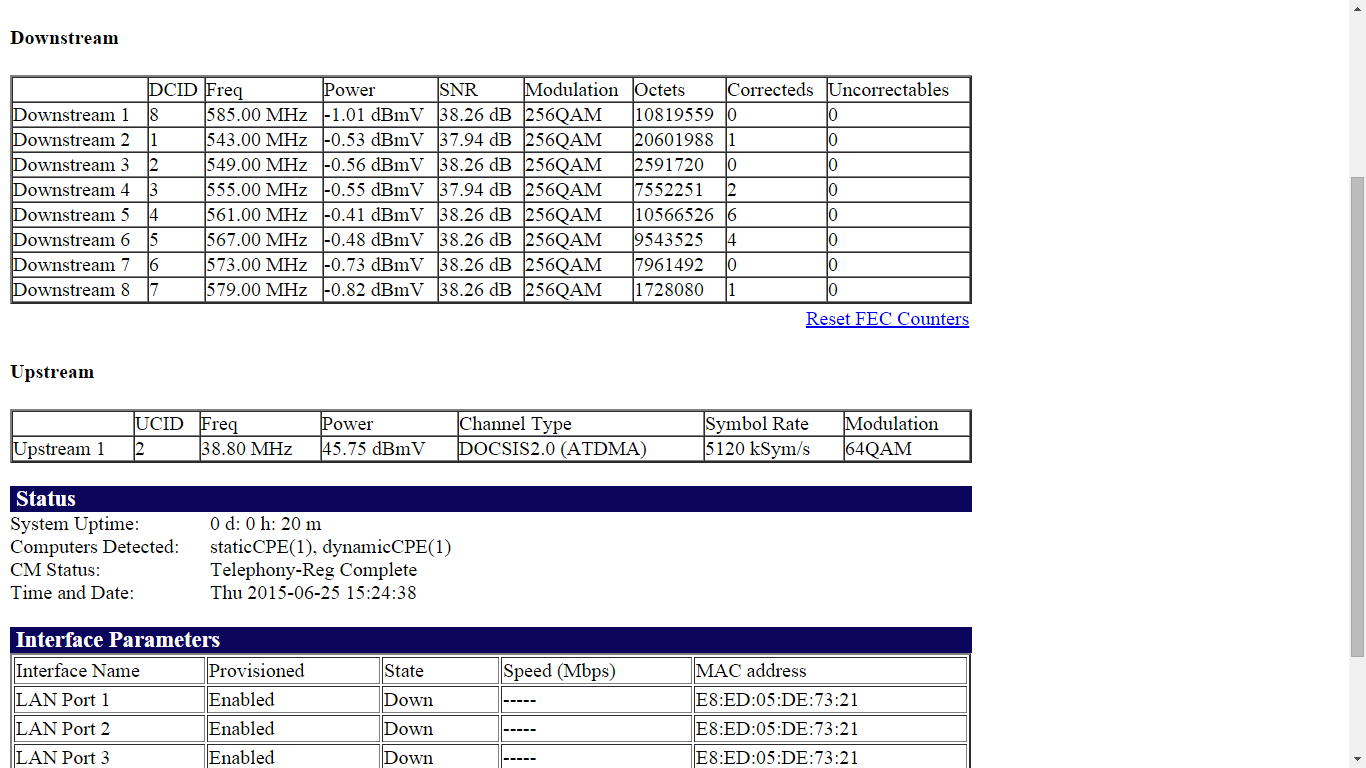 Downstream
DCID Freq Power SNR Modulation Octets Correcteds Uncorrectables
Downstream 1 8 585.00 MHz -1.01 dBmV 38.26 dB 256QAM 10819559 0 0
Downstream 2 1 543.00 MHz -0.53 dBmV 37.94 dB 256QAM 20601988 1 0
Downstream 3 2 549.00 MHz -0.56 dBmV 38.26 dB 256QAM 2591720 0 0
Downstream 4 3 555.00 MHz -0.55 dBmV 37.94 dB 256QAM 7552251 2 0
Downstream 5 4 561.00 MHz -0.41 dBmV 38.26 dB 256QAM 10566526 6 0
Downstream 6 5 567.00 MHz -0.48 dBmV 38.26 dB 256QAM 9543525 4 0
Downstream 7 6 573.00 MHz -0.73 dBmV 38.26 dB 256QAM 7961492 0 0
Downstream 8 7 579.00 MHz -0.82 dBmV 38.26 dB 256QAM 1728080 1 0
Reset FEC Counters
Upstream
UCID Freq Power Channel Type Symbol Rate Modulation
Upstream 1 2 38.80 MHz 45.75 dBmV DOCSIS2.0 (ATDMA) 5120 kSym/s 64QAM
Status
System Uptime: 0 d: 0 h: 20 m
Computers Detected: staticCPE(1), dynamicCPE(1)
CM Status: Telephony-Reg Complete
Time and Date: Thu 2015-06-25 15:24:38
Interface Parameters
Interface Name Provisioned State Speed (Mbps) MAC address
LAN Port 1 Enabled Down ----- E8:ED:05:DE:73:21
LAN Port 2 Enabled Down ----- E8:ED:05:DE:73:21
LAN Port 3 Enabled Down ----- E8:ED:05:DE:73:21